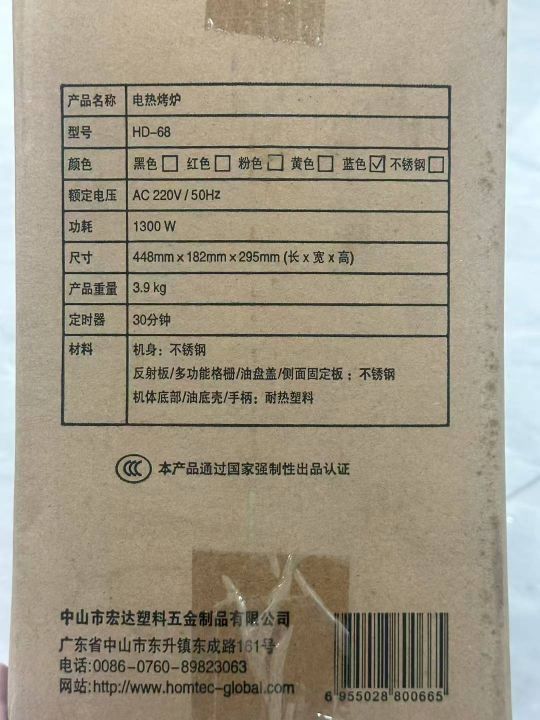 产品名称 电热烤炉
型号 HD-68
颜色 黑色 红色 粉色 黄色 蓝色 不锈钢
额定电压 AC 220V / 50Hz
功耗 1300 W
尺寸 448mm x 182mm x 295mm (长 x 宽 x 高)
产品重量 3.9 kg
定时器 30分钟
材料 机身：不锈钢
反射板/多功能格栅/油盘盖/侧面固定板；不锈钢
机体底部/油底壳/手柄：耐热塑料
CCC 本产品通过国家强制性出品认证
中山市宏达塑料五金制品有限公司
广东省中山市东升镇东成路161号
电话:0086-0760-89823063
网站:http://www.homtec-global.com
6 955028 800665